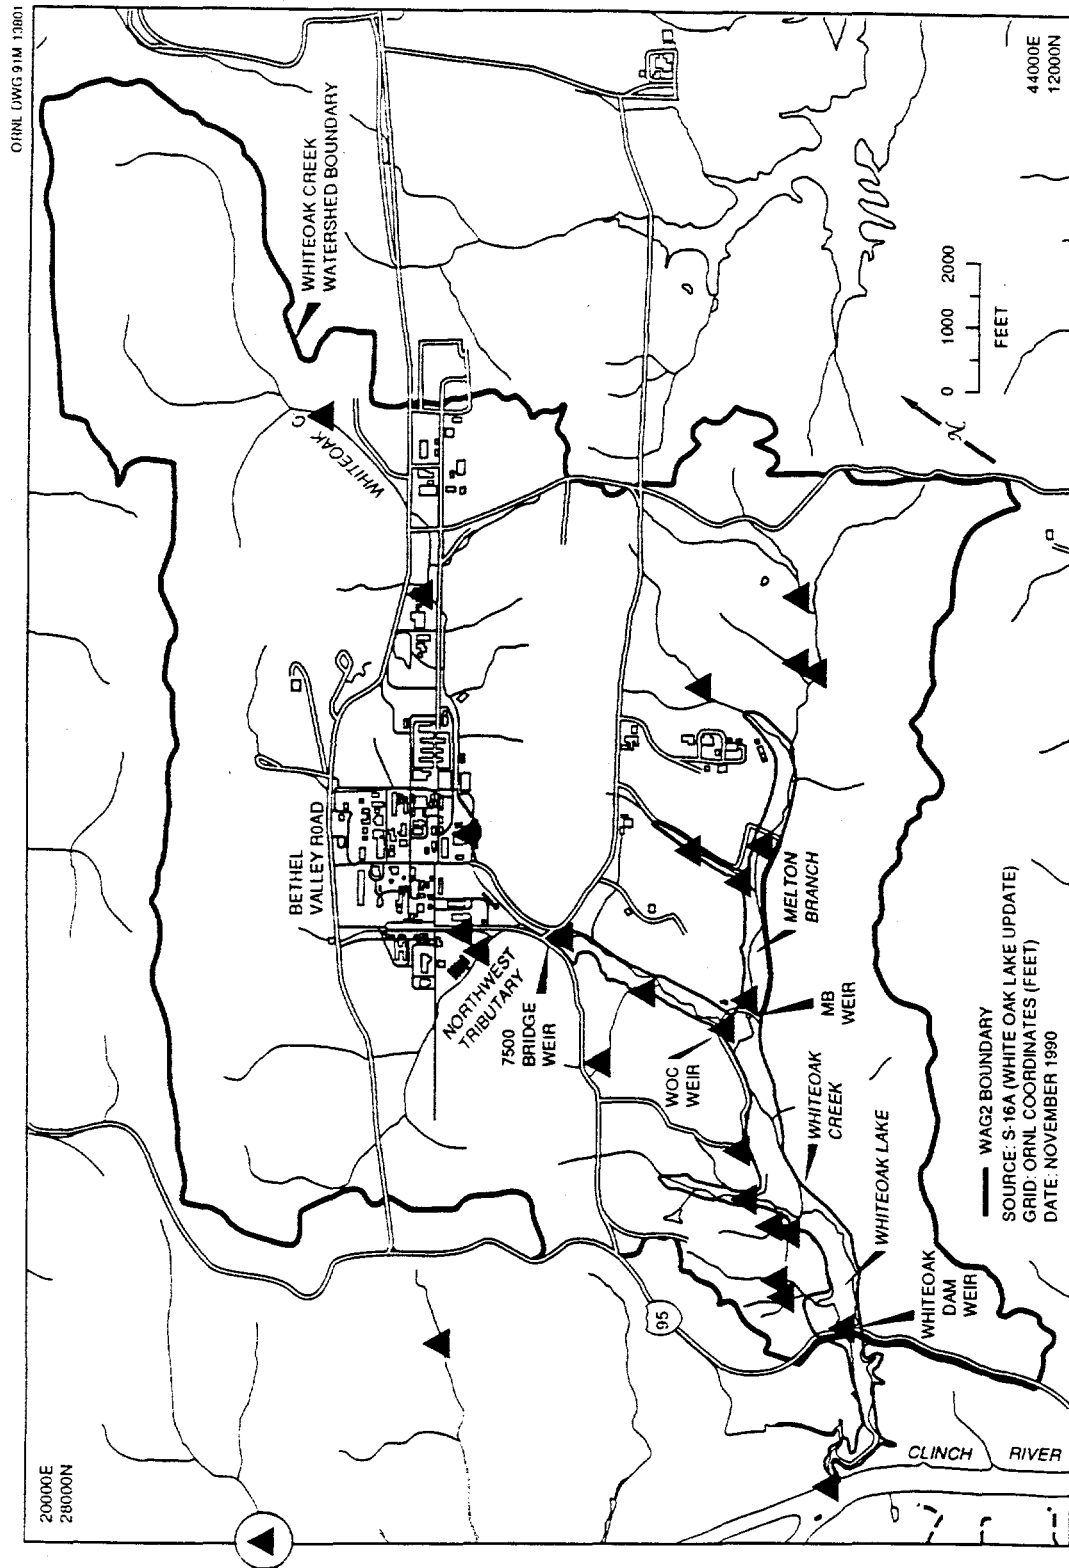 ORNL DWG 91M 13801
20000E
28000N
44000E
12000N
WHITEOAK CREEK
WATERSHED BOUNDARY
WHITEOAK C
BETHEL
VALLEY ROAD
NORTHWEST
TRIBUTARY
7500
BRIDGE
WEIR
WOC
WEIR
MB
WEIR
MELTON
BRANCH
WHITEOAK
CREEK
WHITEOAK LAKE
WHITEOAK
DAM
WEIR
95
CLINCH RIVER
N
0 1000 2000
FEET
WAG2 BOUNDARY
SOURCE: S-16A (WHITE OAK LAKE UPDATE)
GRID: ORNL COORDINATES (FEET)
DATE: NOVEMBER 1990